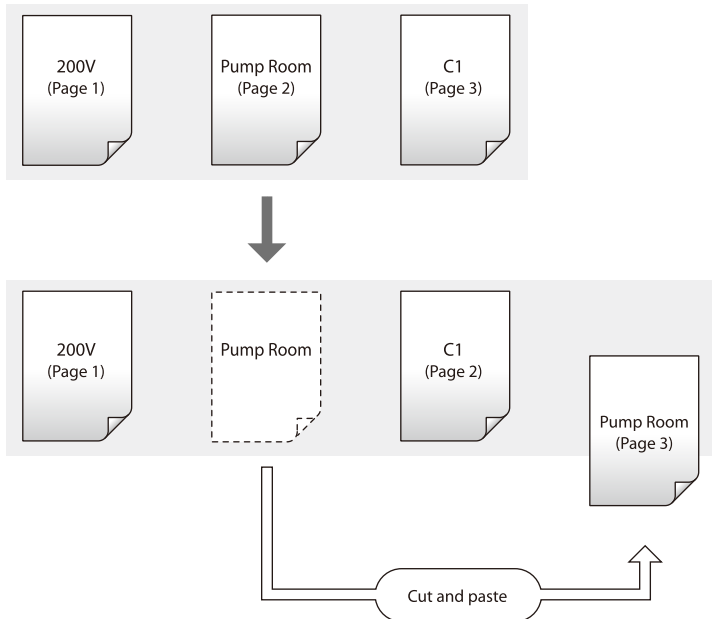 200V
(Page 1)
Pump Room
(Page 2)
C1
(Page 3)
200V
(Page 1)
Pump Room
C1
(Page 2)
Pump Room
(Page 3)
Cut and paste